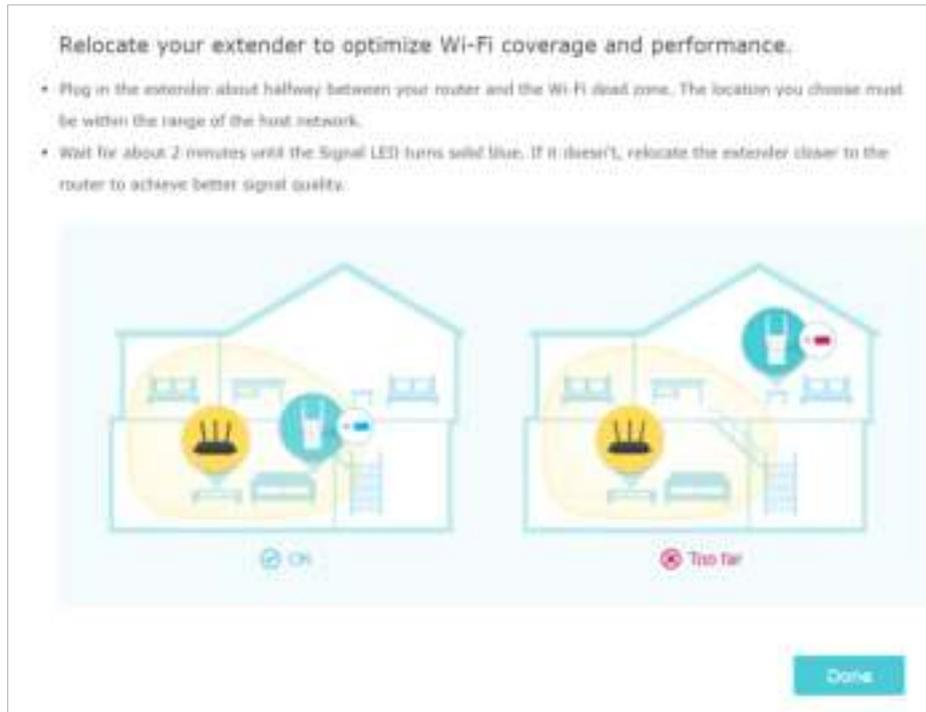 Relocate your extender to optimize Wi-Fi coverage and performance.
• Plug in the extender about halfway between your router and the Wi-Fi dead zone. The location you choose must
be within the range of the host network.
• Wait for about 2 minutes until the Signal LED turns solid blue. If it doesn't, relocate the extender closer to the
router to achieve better signal quality.
OK
Too far
Done